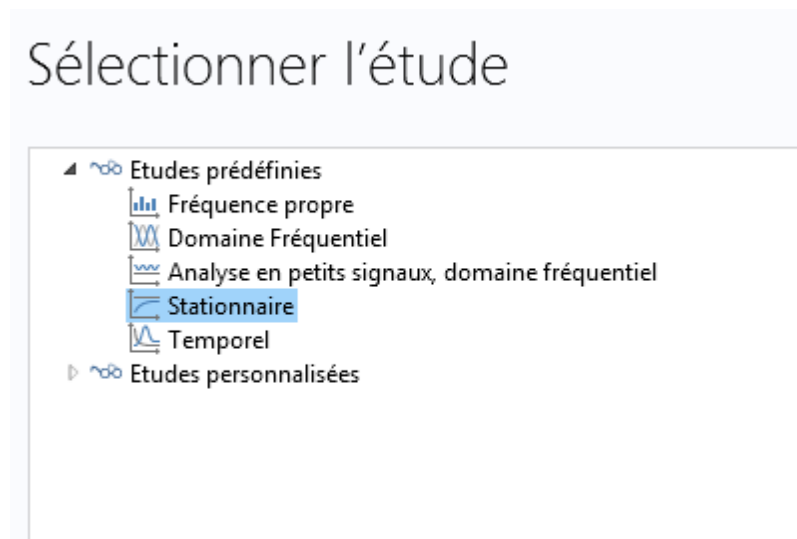 Sélectionner l'étude
Etudes prédéfinies
Fréquence propre
Domaine Fréquentiel
Analyse en petits signaux, domaine fréquentiel
Stationnaire
Temporel
Etudes personnalisées